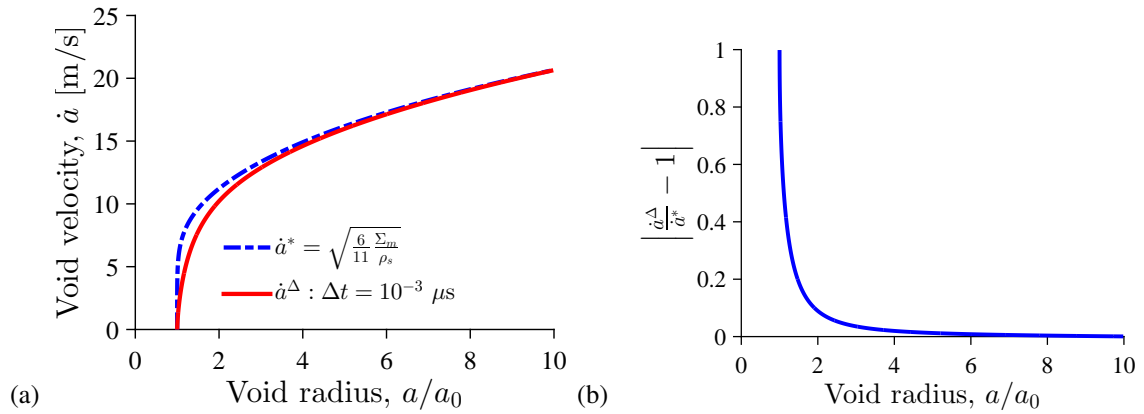 25
20
15
10
5
0
Void velocity, ȧ [m/s]
ȧ* = √(6/11 Σₘ/ρₛ)
ȧ^Δ : Δt = 10⁻³ μs
0 2 4 6 8 10
Void radius, a/a₀
(a)
1
0.8
0.6
0.4
0.2
0
|ȧ^Δ/ȧ* − 1|
0 2 4 6 8 10
Void radius, a/a₀
(b)